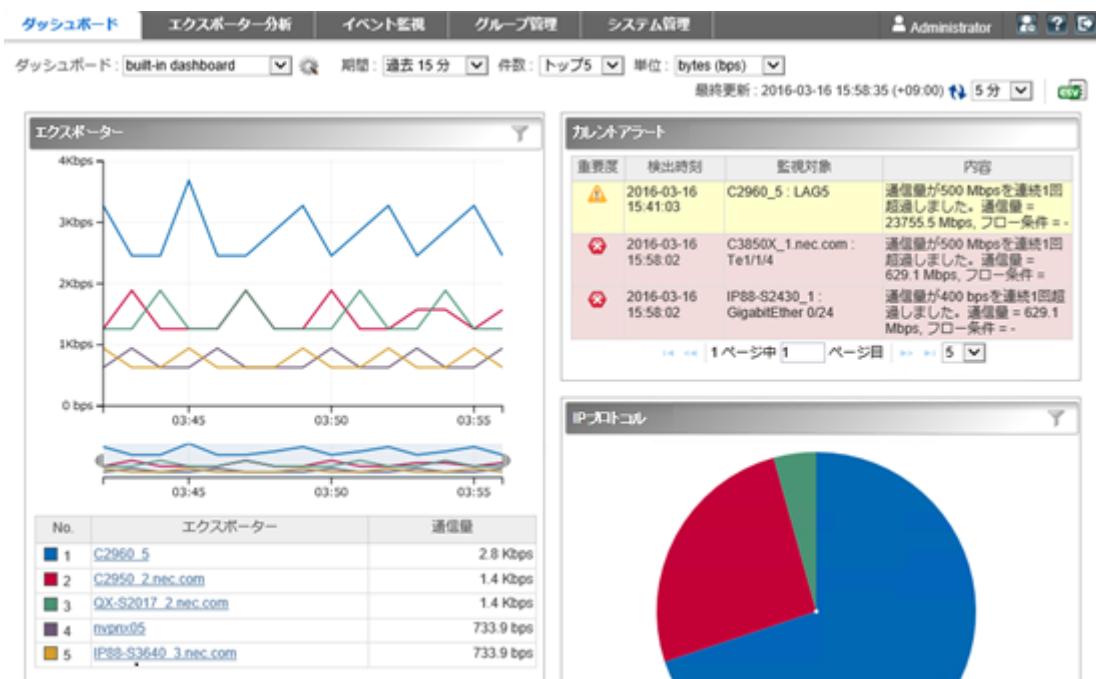 ダッシュボード エクスポーター分析 イベント監視 グループ管理 システム管理 Administrator ?
ダッシュボード : built-in dashboard 期間 : 過去 15 分 件数 : トップ5 単位 : bytes (bps)
最終更新 : 2016-03-16 15:58:35 (+09:00) 5 分 csv
エクスポーター
4Kbps
3Kbps
2Kbps
1Kbps
0 bps
03:45 03:50 03:55
03:45 03:50 03:55
No. エクスポーター 通信量
1 C2960_5 2.8 Kbps
2 C2950_2.nec.com 1.4 Kbps
3 QX-S2017_2.nec.com 1.4 Kbps
4 nvpnx05 733.9 bps
5 IP88-S3640_3.nec.com 733.9 bps
カレントアラート
重要度 検出時刻 監視対象 内容
2016-03-16
15:41:03
C2960_5 : LAG5
通信量が500 Mbpsを連続1回
超過しました。通信量 =
23755.5 Mbps, フロー条件 = -
2016-03-16
15:58:02
C3850X_1.nec.com :
Te1/1/4
通信量が500 Mbpsを連続1回
超過しました。通信量 =
629.1 Mbps, フロー条件 =
2016-03-16
15:58:02
IP88-S2430_1 :
GigabitEther 0/24
通信量が400 bpsを連続1回超
過しました。通信量 = 629.1
Mbps, フロー条件 = -
1 ページ中 1 ページ目 5
IPプロトコル